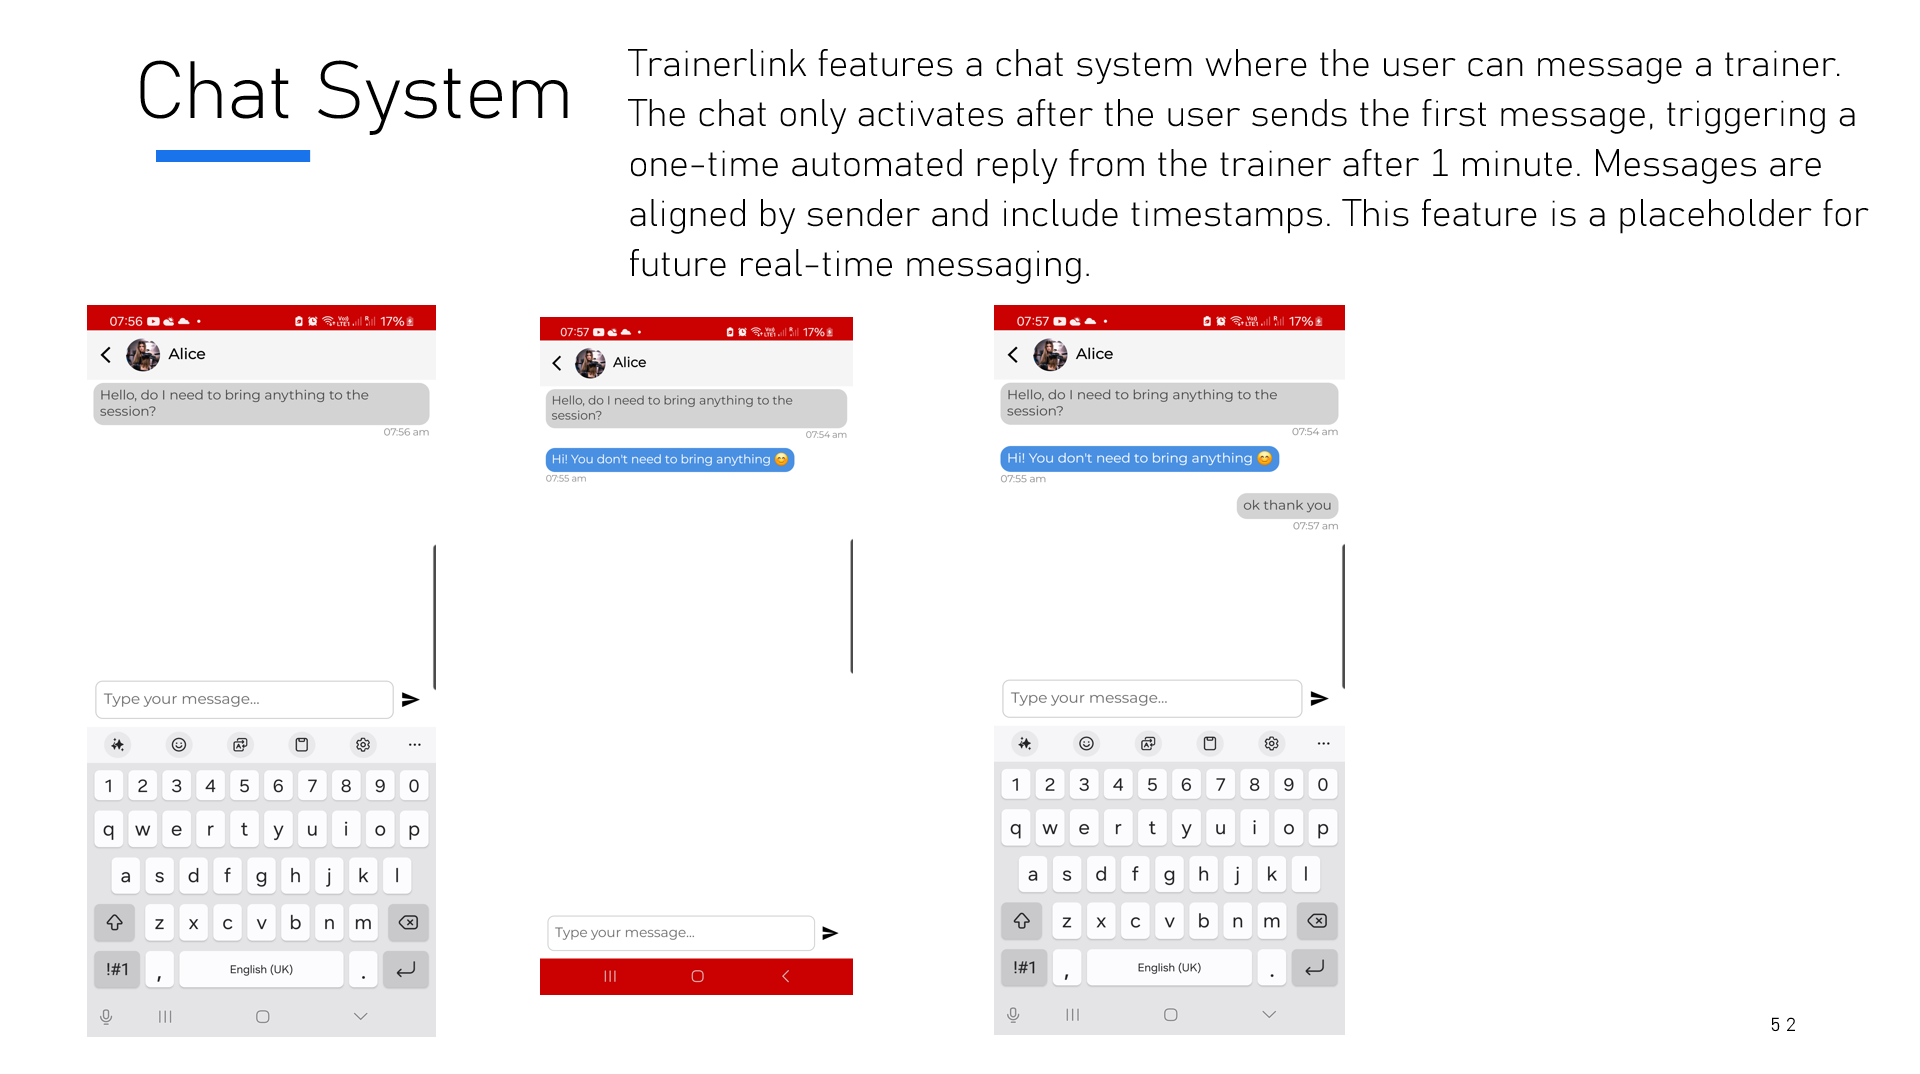 Chat System
Trainerlink features a chat system where the user can message a trainer.
The chat only activates after the user sends the first message, triggering a
one-time automated reply from the trainer after 1 minute. Messages are
aligned by sender and include timestamps. This feature is a placeholder for
future real-time messaging.
07:56
17%
Alice
Hello, do I need to bring anything to the
session?
07:56 am
Type your message...
1 2 3 4 5 6 7 8 9 0
q w e r t y u i o p
a s d f g h j k l
z x c v b n m
!#1 , English (UK) .
07:57
17%
Alice
Hello, do I need to bring anything to the
session?
07:54 am
Hi! You don't need to bring anything 😊
07:55 am
Type your message...
07:57
17%
Alice
Hello, do I need to bring anything to the
session?
07:54 am
Hi! You don't need to bring anything 😊
07:55 am
ok thank you
07:57 am
Type your message...
1 2 3 4 5 6 7 8 9 0
q w e r t y u i o p
a s d f g h j k l
z x c v b n m
!#1 , English (UK) .
52